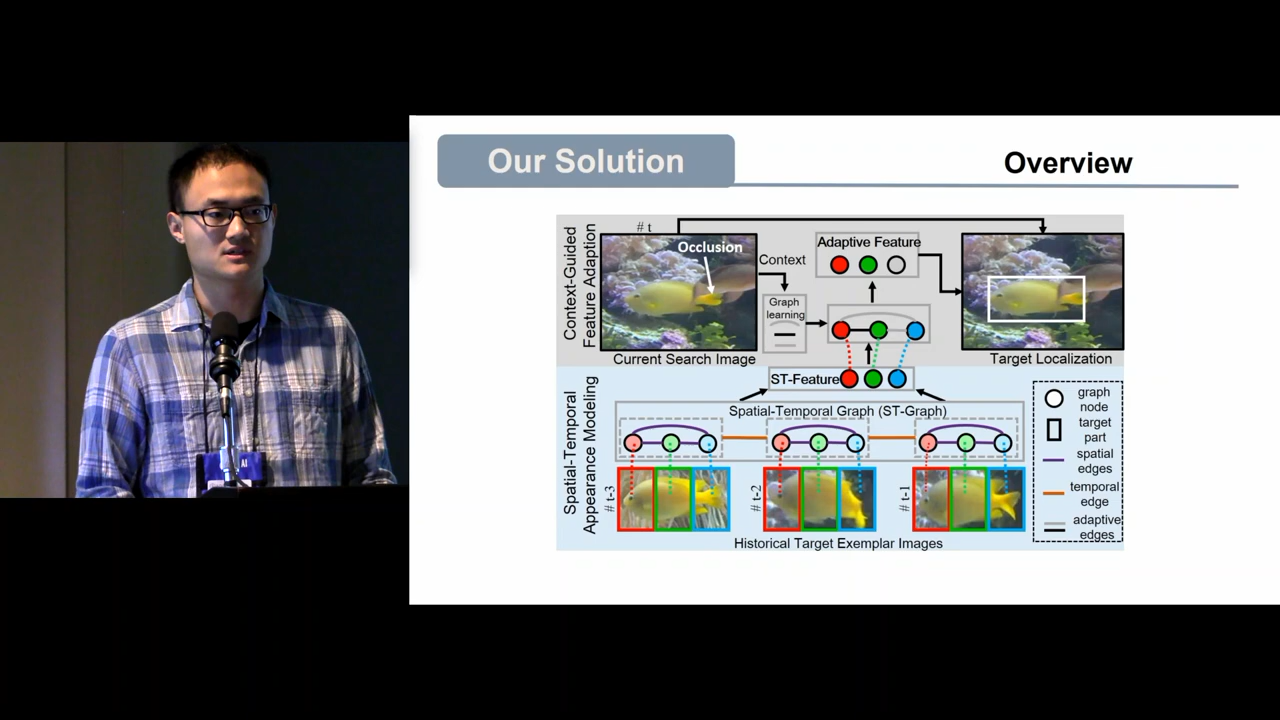 Our Solution
Overview
Context-Guided
Feature Adaption
# t
Occlusion
Current Search Image
Context
Graph
learning
Adaptive Feature
Target Localization
Spatial-Temporal
Appearance Modeling
ST-Feature
Spatial-Temporal Graph (ST-Graph)
# t-3
# t-2
# t-1
Historical Target Exemplar Images
graph
node
target
part
spatial
edges
temporal
edge
adaptive
edges
AI